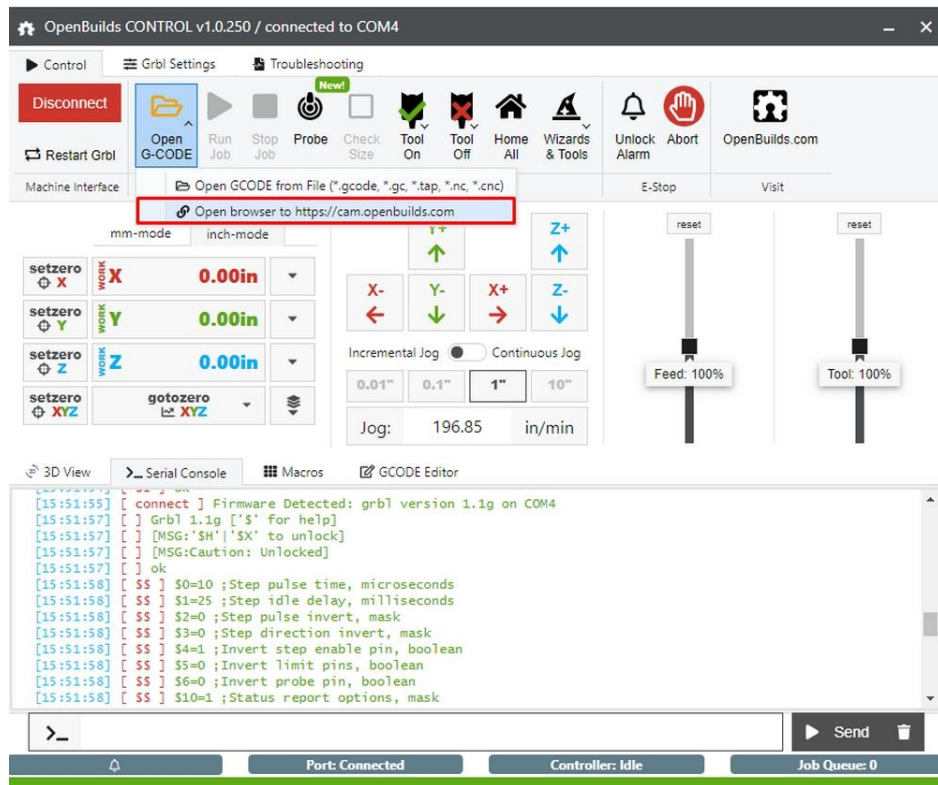 OpenBuilds CONTROL v1.0.250 / connected to COM4
Control Grbl Settings Troubleshooting
New!
Disconnect
Restart Grbl
Open G-CODE
Run Job
Stop Job
Probe
Check Size
Tool On
Tool Off
Home All
Wizards & Tools
Unlock Alarm
Abort
OpenBuilds.com
Machine Interface
E-Stop
Visit
Open GCODE from File (*.gcode, *.gc, *.tap, *.nc, *.cnc)
Open browser to https://cam.openbuilds.com
mm-mode inch-mode
setzero X
WORK X 0.00in
setzero Y
WORK Y 0.00in
setzero Z
WORK Z 0.00in
setzero XYZ
gotozero XYZ
Y+ Z+
X- Y- X+ Z-
Incremental Jog Continuous Jog
0.01" 0.1" 1" 10"
Jog: 196.85 in/min
reset reset
Feed: 100% Tool: 100%
3D View Serial Console Macros GCODE Editor
[15:51:55] [ connect ] Firmware Detected: grbl version 1.1g on COM4
[15:51:57] [ ] Grbl 1.1g ['$' for help]
[15:51:57] [ ] [MSG:'$H'|'$X' to unlock]
[15:51:57] [ ] [MSG:Caution: Unlocked]
[15:51:57] [ ] ok
[15:51:58] [ $$ ] $0=10 ;Step pulse time, microseconds
[15:51:58] [ $$ ] $1=25 ;Step idle delay, milliseconds
[15:51:58] [ $$ ] $2=0 ;Step pulse invert, mask
[15:51:58] [ $$ ] $3=0 ;Step direction invert, mask
[15:51:58] [ $$ ] $4=1 ;Invert step enable pin, boolean
[15:51:58] [ $$ ] $5=0 ;Invert limit pins, boolean
[15:51:58] [ $$ ] $6=0 ;Invert probe pin, boolean
[15:51:58] [ $$ ] $10=1 ;Status report options, mask
>_ Send
Port: Connected Controller: Idle Job Queue: 0